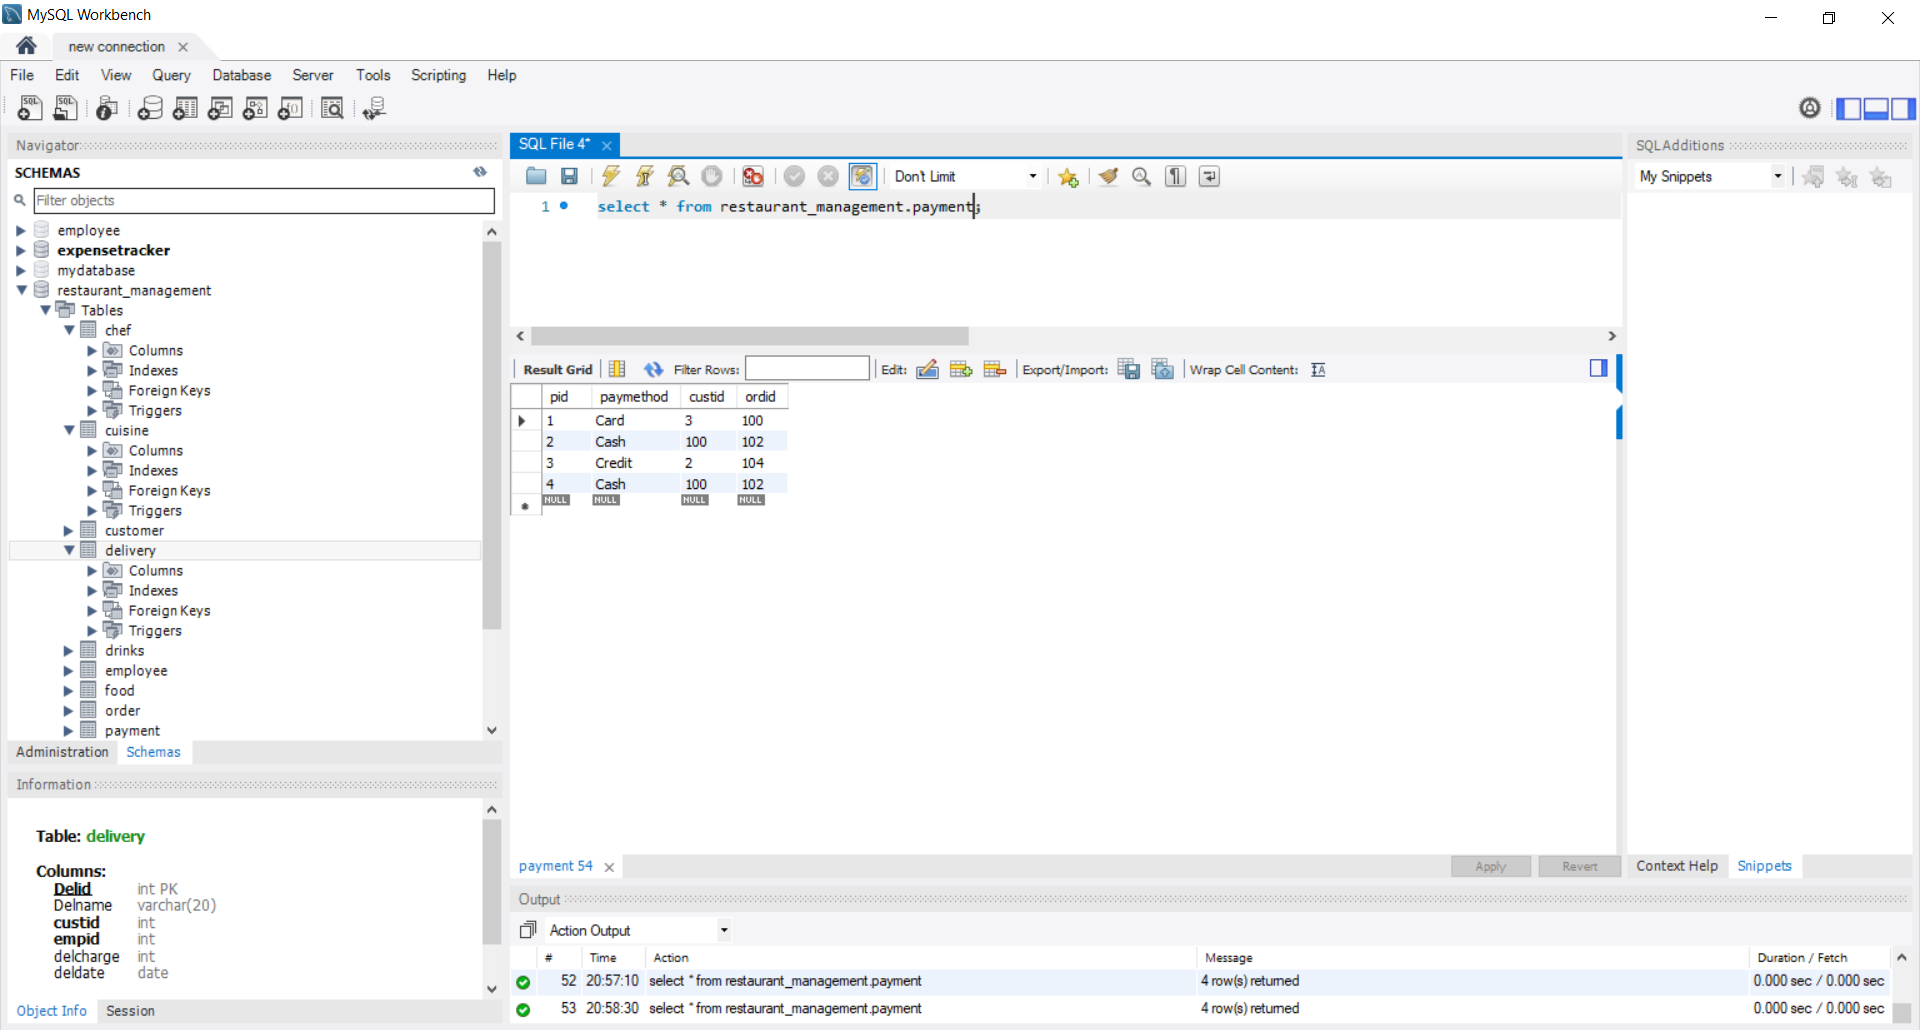 MySQL Workbench
new connection
File Edit View Query Database Server Tools Scripting Help
Navigator
SCHEMAS
Filter objects
employee
expensetracker
mydatabase
restaurant_management
Tables
chef
Columns
Indexes
Foreign Keys
Triggers
cuisine
Columns
Indexes
Foreign Keys
Triggers
customer
delivery
Columns
Indexes
Foreign Keys
Triggers
drinks
employee
food
order
payment
Administration Schemas
Information
Table: delivery
Columns:
Delid int PK
Delname varchar(20)
custid int
empid int
delcharge int
deldate date
Object Info Session
SQL File 4*
Don't Limit
1 select * from restaurant_management.payment;
Result Grid Filter Rows: Edit: Export/Import: Wrap Cell Content:
pid paymethod custid ordid
1 Card 3 100
2 Cash 100 102
3 Credit 2 104
4 Cash 100 102
NULL NULL NULL NULL
payment 54
Apply Revert
Output
Action Output
# Time Action Message Duration / Fetch
52 20:57:10 select * from restaurant_management.payment 4 row(s) returned 0.000 sec / 0.000 sec
53 20:58:30 select * from restaurant_management.payment 4 row(s) returned 0.000 sec / 0.000 sec
SQLAdditions
My Snippets
Context Help Snippets